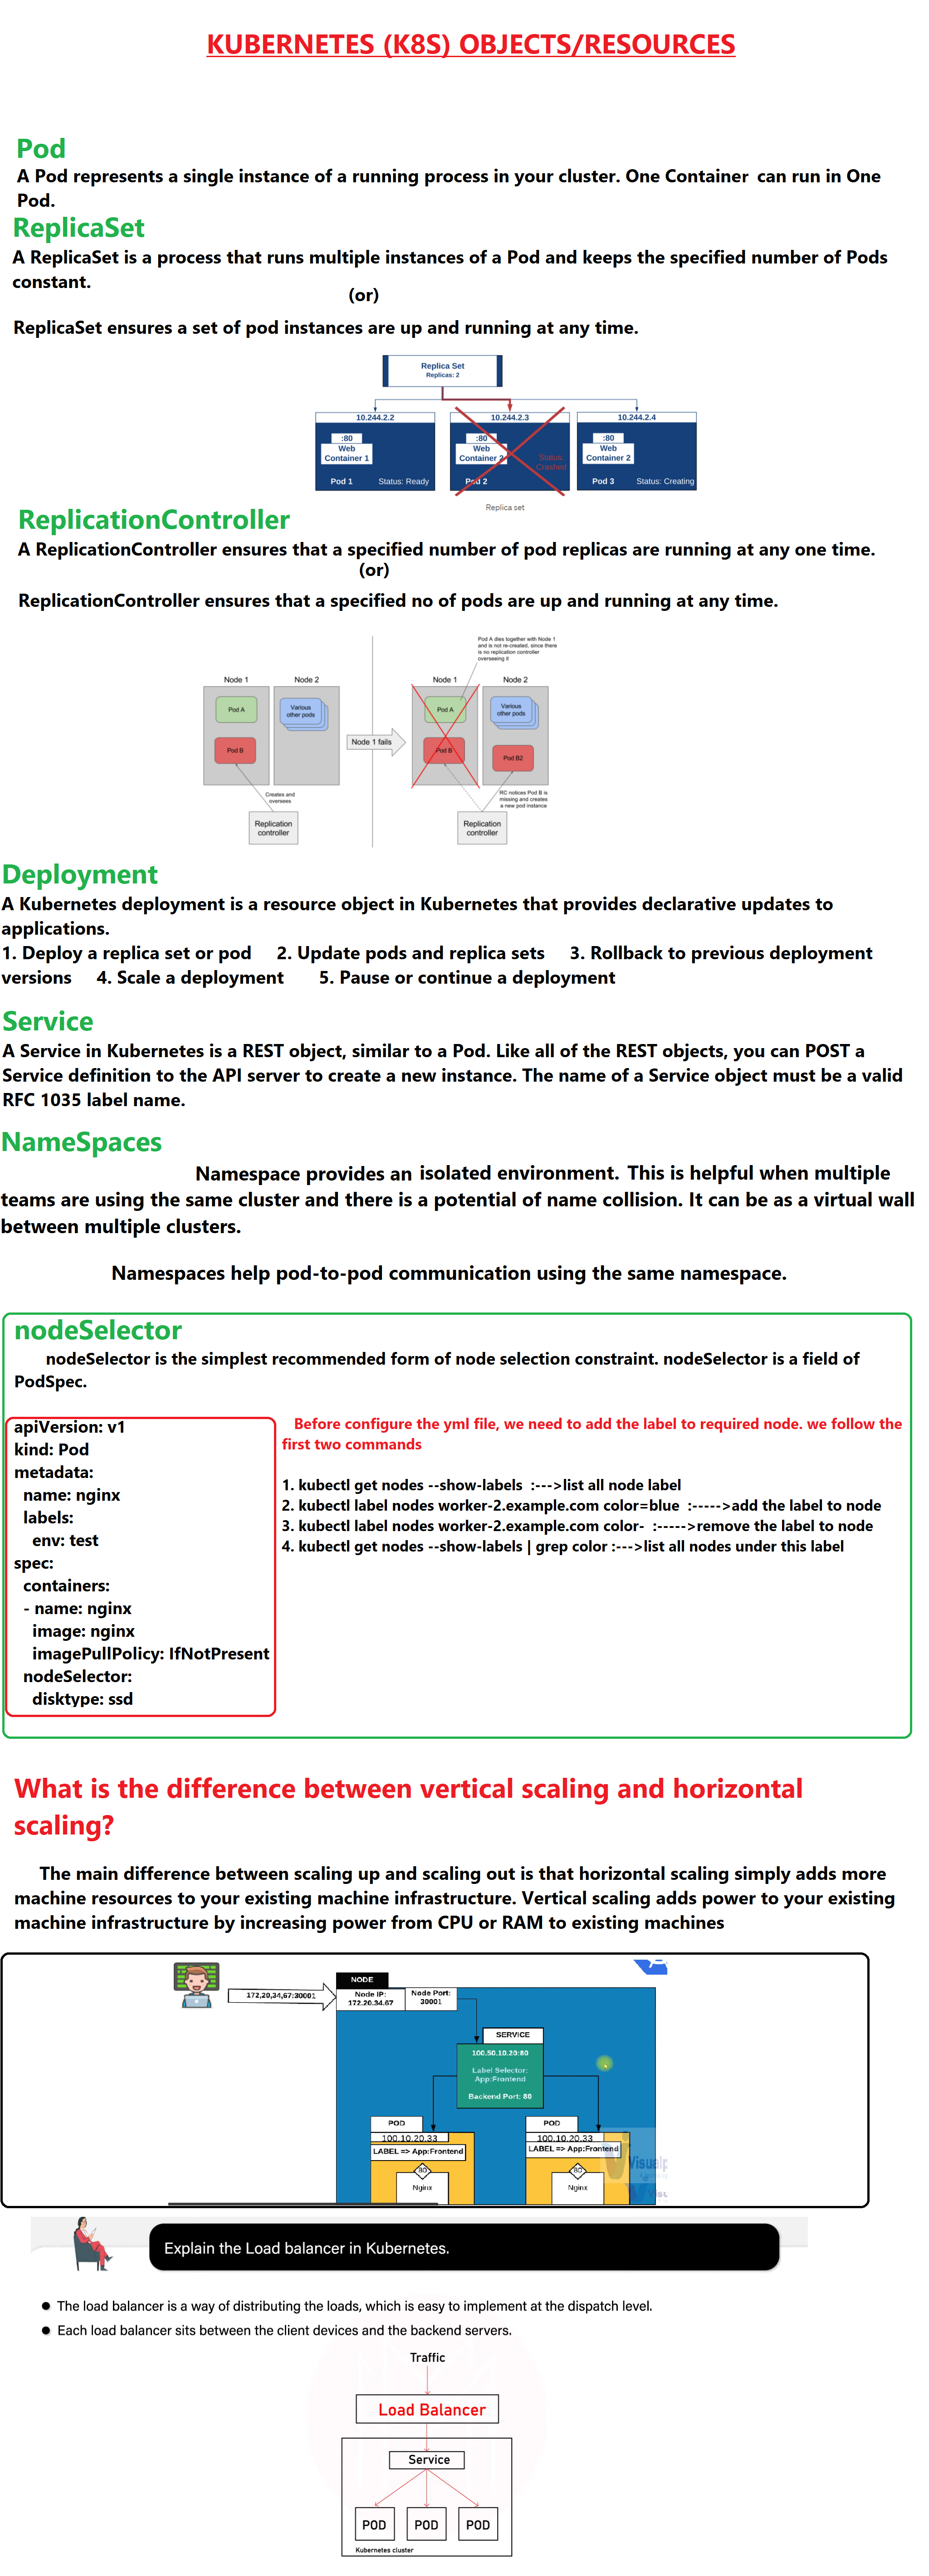 KUBERNETES (K8S) OBJECTS/RESOURCES
Pod
A Pod represents a single instance of a running process in your cluster. One Container can run in One
Pod.
ReplicaSet
A ReplicaSet is a process that runs multiple instances of a Pod and keeps the specified number of Pods
constant.
(or)
ReplicaSet ensures a set of pod instances are up and running at any time.
Replica Set
Replicas: 2
10.244.2.2
:80
Web
Container 1
Pod 1 Status: Ready
10.244.2.3
:80
Web
Container 2
Status:
Crashed
Pod 2
10.244.2.4
:80
Web
Container 2
Pod 3 Status: Creating
Replica set
ReplicationController
A ReplicationController ensures that a specified number of pod replicas are running at any one time.
(or)
ReplicationController ensures that a specified no of pods are up and running at any time.
Node 1
Node 2
Pod A
Various
other pods
Pod B
Creates and
oversees
Replication
controller
Node 1 fails
Pod A dies together with Node 1
and is not re-created, since there
is no replication controller
overseeing it
Node 1
Node 2
Pod A
Various
other pods
Pod B
Pod B2
RC notices Pod B is
missing and creates
a new pod instance
Replication
controller
Deployment
A Kubernetes deployment is a resource object in Kubernetes that provides declarative updates to
applications.
1. Deploy a replica set or pod 2. Update pods and replica sets 3. Rollback to previous deployment
versions 4. Scale a deployment 5. Pause or continue a deployment
Service
A Service in Kubernetes is a REST object, similar to a Pod. Like all of the REST objects, you can POST a
Service definition to the API server to create a new instance. The name of a Service object must be a valid
RFC 1035 label name.
NameSpaces
Namespace provides an isolated environment. This is helpful when multiple
teams are using the same cluster and there is a potential of name collision. It can be as a virtual wall
between multiple clusters.
Namespaces help pod-to-pod communication using the same namespace.
nodeSelector
nodeSelector is the simplest recommended form of node selection constraint. nodeSelector is a field of
PodSpec.
apiVersion: v1
kind: Pod
metadata:
name: nginx
labels:
env: test
spec:
containers:
- name: nginx
image: nginx
imagePullPolicy: IfNotPresent
nodeSelector:
disktype: ssd
Before configure the yml file, we need to add the label to required node. we follow the
first two commands
1. kubectl get nodes --show-labels :--->list all node label
2. kubectl label nodes worker-2.example.com color=blue :----->add the label to node
3. kubectl label nodes worker-2.example.com color- :----->remove the label to node
4. kubectl get nodes --show-labels | grep color :--->list all nodes under this label
What is the difference between vertical scaling and horizontal
scaling?
The main difference between scaling up and scaling out is that horizontal scaling simply adds more
machine resources to your existing machine infrastructure. Vertical scaling adds power to your existing
machine infrastructure by increasing power from CPU or RAM to existing machines
172,20,34,67:30001
NODE
Node IP:
172.20.34.67
Node Port:
30001
SERVICE
100.50.10.20:80
Label Selector:
App:Frontend
Backend Port: 80
POD
100.10.20.33
LABEL => App:Frontend
80
Nginx
POD
100.10.20.33
LABEL => App:Frontend
80
Nginx
Explain the Load balancer in Kubernetes.
● The load balancer is a way of distributing the loads, which is easy to implement at the dispatch level.
● Each load balancer sits between the client devices and the backend servers.
Traffic
Load Balancer
Service
POD POD POD
Kubernetes cluster